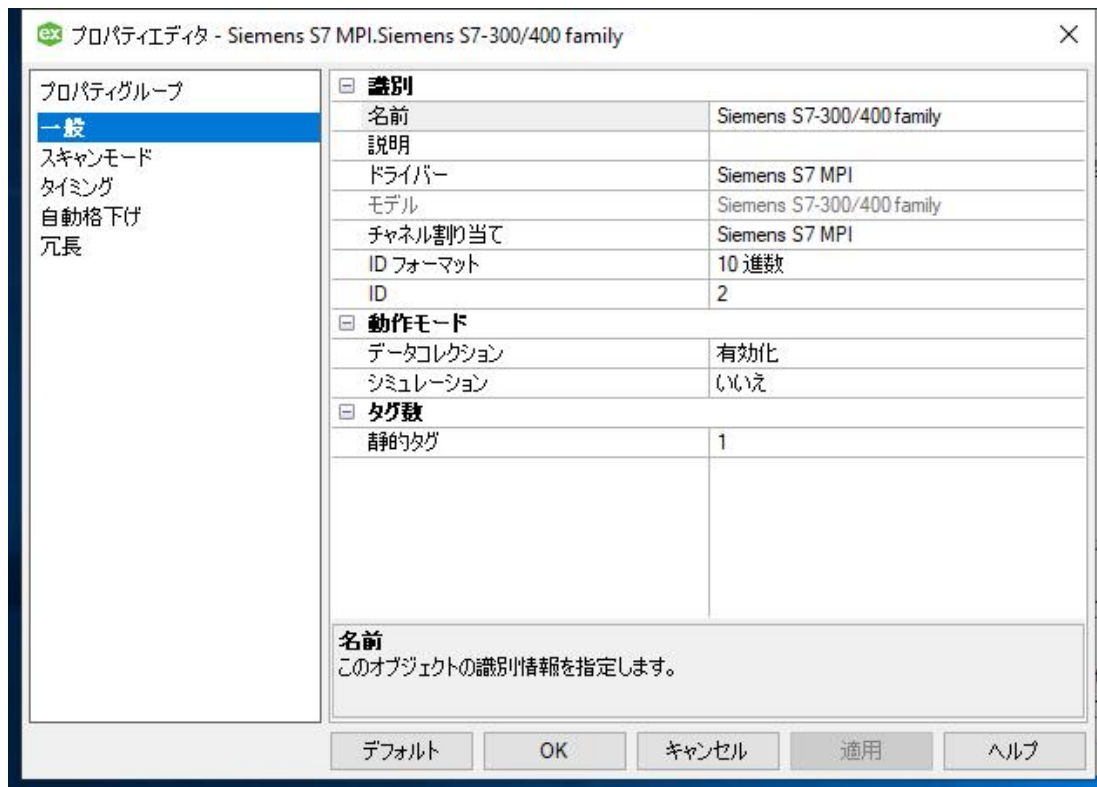 プロパティエディタ - Siemens S7 MPI.Siemens S7-300/400 family
プロパティグループ
一般
スキャンモード
タイミング
自動格下げ
冗長
識別
名前 Siemens S7-300/400 family
説明
ドライバー Siemens S7 MPI
モデル Siemens S7-300/400 family
チャネル割り当て Siemens S7 MPI
ID フォーマット 10 進数
ID 2
動作モード
データコレクション 有効化
シミュレーション いいえ
タグ数
静的タグ 1
名前
このオブジェクトの識別情報を指定します。
デフォルト OK キャンセル 適用 ヘルプ